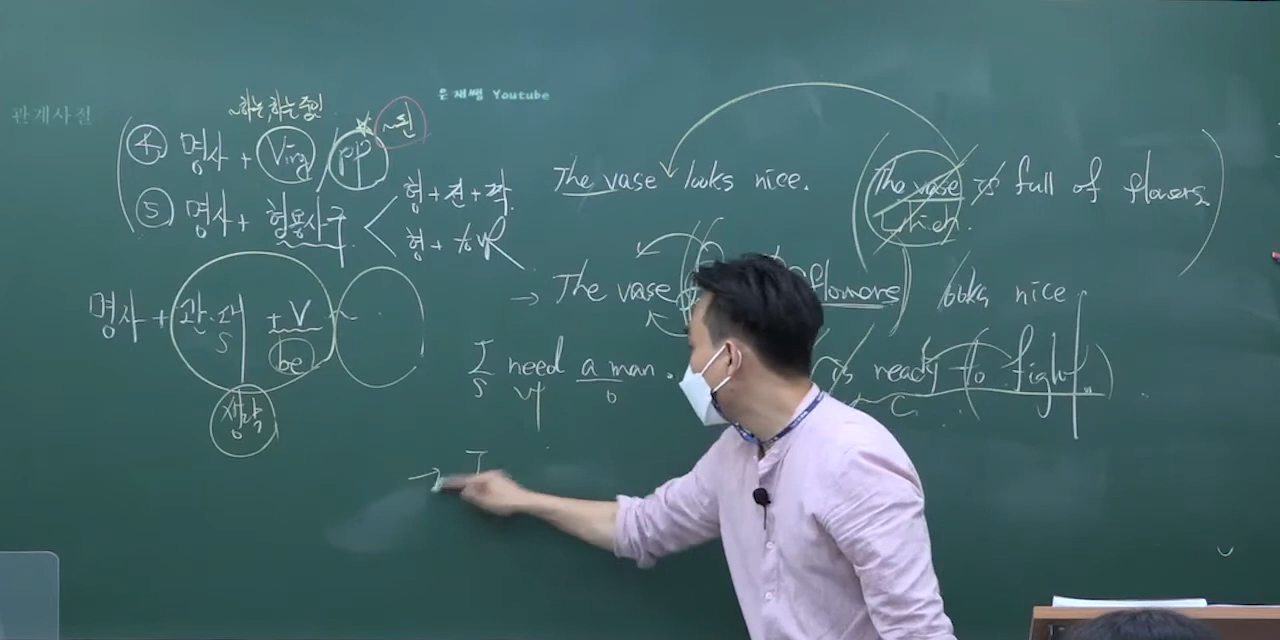 관계사절
은재쌤 Youtube
~하는, 하는 중인
④ 명사 + Ving / PP ~된
⑤ 명사 + 형용사구 < 형 + 전 + 목
형 + to VR
명사 + 관·대 + V
S be
생략
The vase looks nice. (The vase is full of flowers)
which
→ The vase flowers) looks nice
I need a man. is ready (to fight)
S V O C
→ I